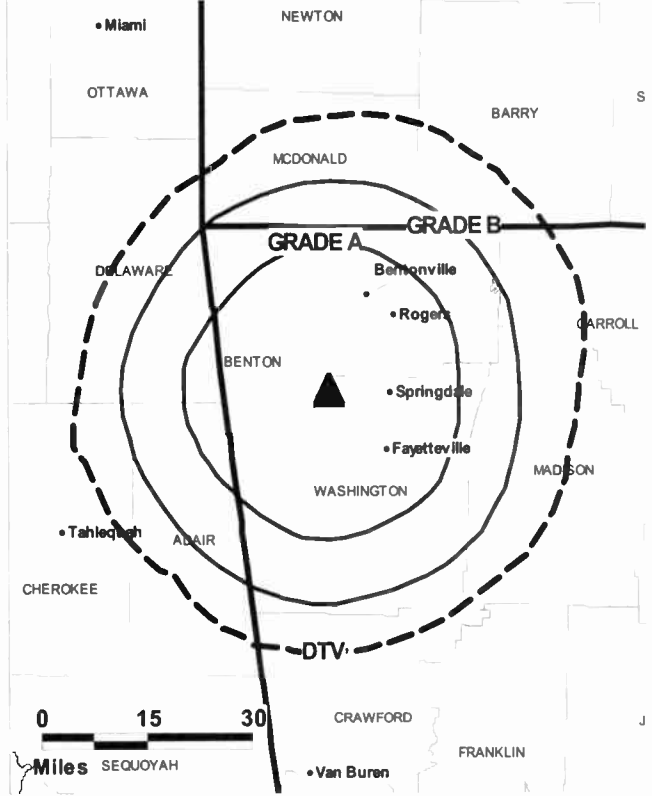 NEWTON
Miami
OTTAWA
S
BARRY
MCDONALD
GRADE B
GRADE A
DELAWARE
Bentonville
Rogers
CARROLL
BENTON
Springdale
Fayetteville
MADISON
WASHINGTON
Tahlequah
ADAIR
CHEROKEE
DTV
0 15 30
CRAWFORD
J
FRANKLIN
Miles
SEQUOYAH
Van Buren